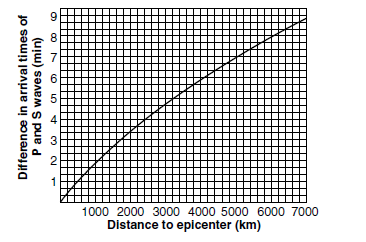 Difference in arrival times of
P and S waves (min)
9
8
7
6
5
4
3
2
1
1000 2000 3000 4000 5000 6000 7000
Distance to epicenter (km)